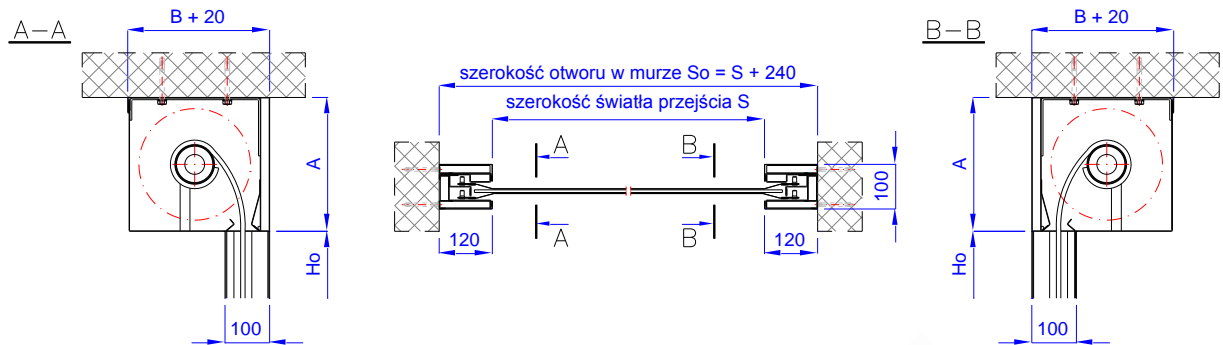 A–A
B + 20
A
Ho
100
szerokość otworu w murze So = S + 240
szerokość światła przejścia S
A
B
A
B
100
120
120
B–B
B + 20
A
Ho
100